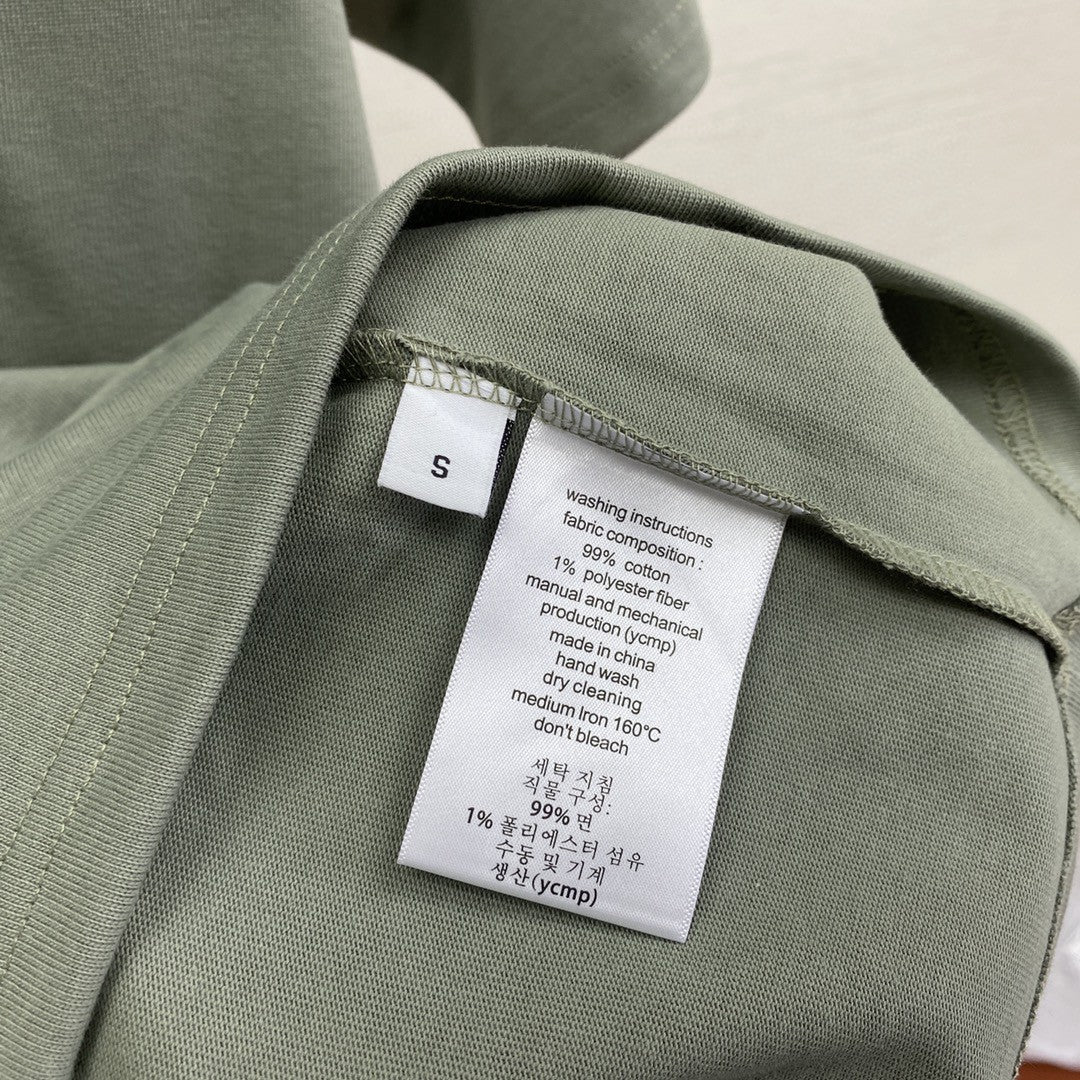 S
washing instructions
fabric composition :
99% cotton
1% polyester fiber
manual and mechanical
production (ycmp)
made in china
hand wash
dry cleaning
medium Iron 160℃
don't bleach
세탁 지침
직물 구성:
99% 면
1% 폴리에스터 섬유
수동 및 기계
생산(ycmp)